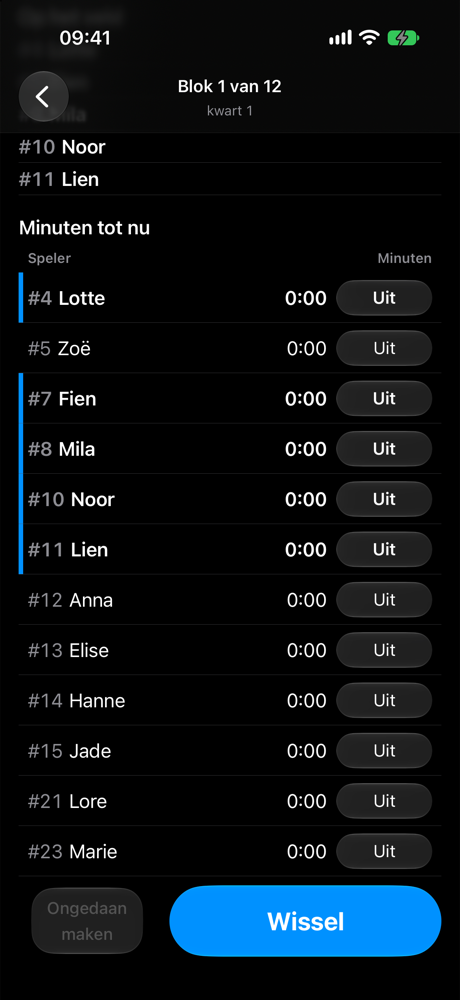 09:41
Blok 1 van 12
kwart 1
#10 Noor
#11 Lien
Minuten tot nu
Speler Minuten
#4 Lotte 0:00 Uit
#5 Zoë 0:00 Uit
#7 Fien 0:00 Uit
#8 Mila 0:00 Uit
#10 Noor 0:00 Uit
#11 Lien 0:00 Uit
#12 Anna 0:00 Uit
#13 Elise 0:00 Uit
#14 Hanne 0:00 Uit
#15 Jade 0:00 Uit
#21 Lore 0:00 Uit
#23 Marie 0:00 Uit
Ongedaan
maken
Wissel